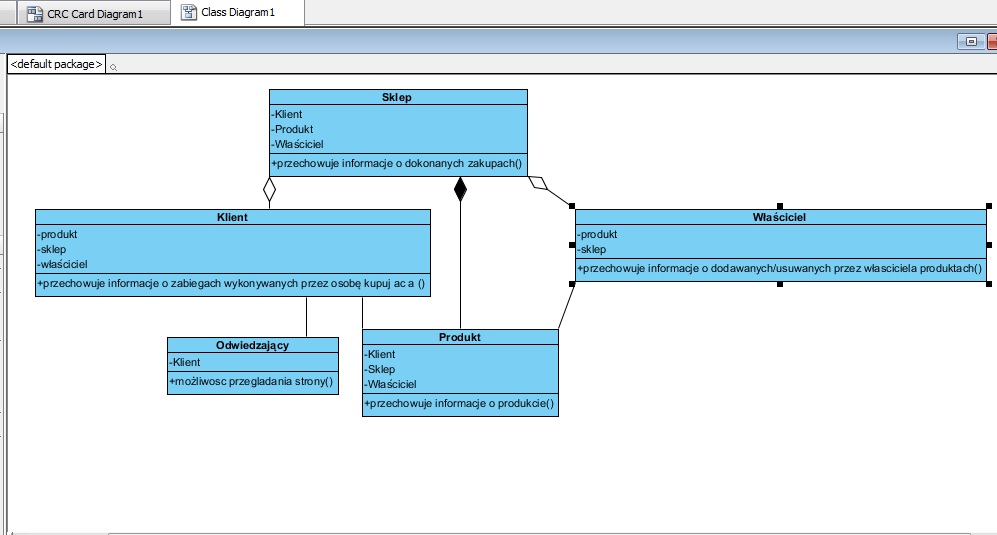 CRC Card Diagram1
Class Diagram1
<default package>
Sklep
-Klient
-Produkt
-Właściciel
+przechowuje informacje o dokonanych zakupach()
Klient
-produkt
-sklep
-właściciel
+przechowuje informacje o zabiegach wykonywanych przez osobę kupuj ac a ()
Właściciel
-produkt
-sklep
+przechowuje informacje o dodawanych/usuwanych przez własciciela produktach()
Odwiedzający
-Klient
+możliwosc przegladania strony()
Produkt
-Klient
-Sklep
-Właściciel
+przechowuje informacje o produkcie()